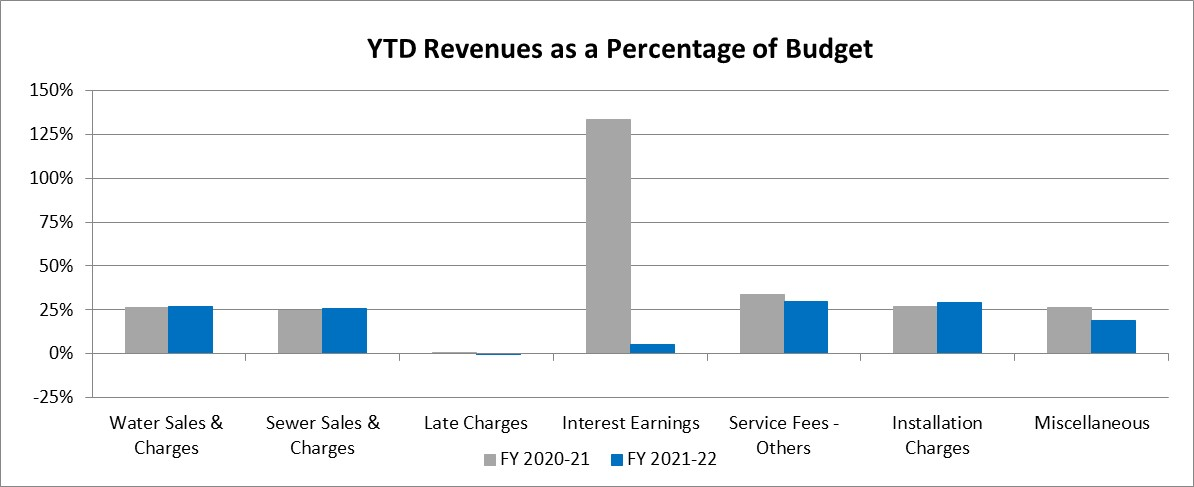 YTD Revenues as a Percentage of Budget
150%
125%
100%
75%
50%
25%
0%
-25%
Water Sales &
Charges
Sewer Sales &
Charges
Late Charges
Interest Earnings
Service Fees -
Others
Installation
Charges
Miscellaneous
FY 2020-21
FY 2021-22